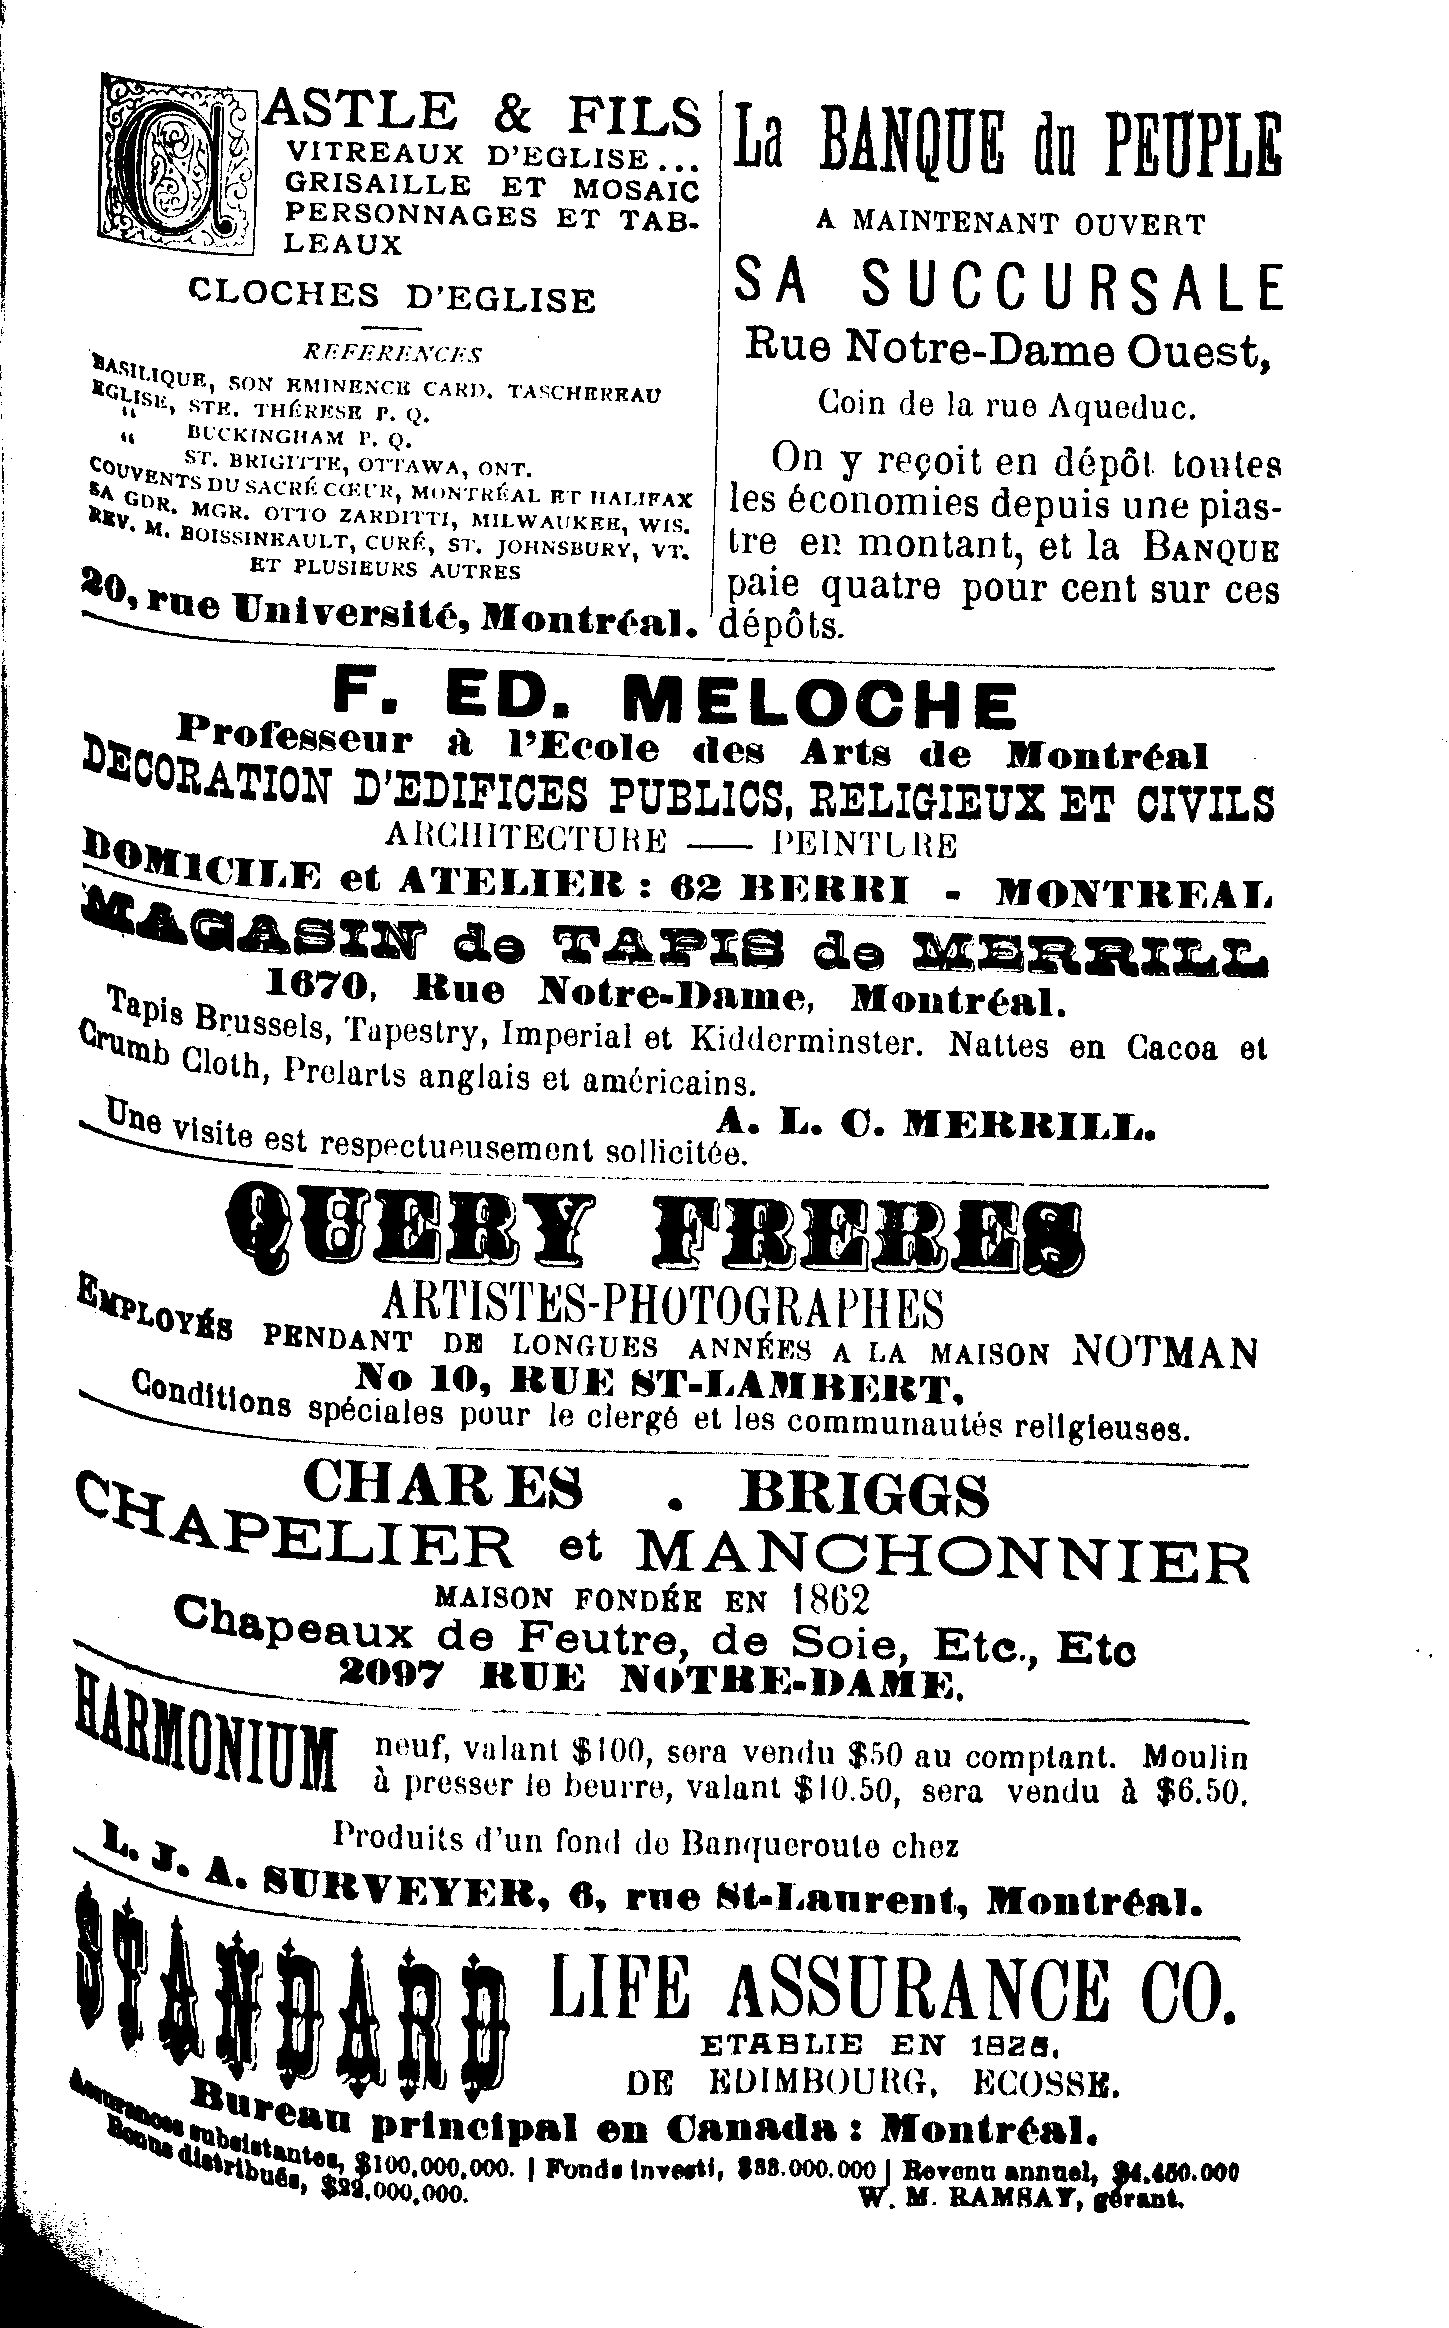 CASTLE & FILS
VITREAUX D'EGLISE...
GRISAILLE ET MOSAIC
PERSONNAGES ET TAB-
LEAUX
CLOCHES D'EGLISE
REFERENCES
BASILIQUE, SON EMINENCE CARD. TASCHEREAU
EGLISE, STE. THÉRESE P. Q.
" BUCKINGHAM P. Q.
" ST. BRIGITTE, OTTAWA, ONT.
COUVENTS DU SACRÉ CŒUR, MONTRÉAL ET HALIFAX
SA GDR. MGR. OTTO ZARDITTI, MILWAUKEE, WIS.
REV. M. BOISSINEAULT, CURÉ, ST. JOHNSBURY, VT.
ET PLUSIEURS AUTRES
20, rue Université, Montréal.
La BANQUE du PEUPLE
A MAINTENANT OUVERT
SA SUCCURSALE
Rue Notre-Dame Ouest,
Coin de la rue Aqueduc.
On y reçoit en dépôt toutes
les économies depuis une pias-
tre en montant, et la BANQUE
paie quatre pour cent sur ces
dépôts.
F. ED. MELOCHE
Professeur à l'Ecole des Arts de Montréal
DECORATION D'EDIFICES PUBLICS, RELIGIEUX ET CIVILS
ARCHITECTURE — PEINTURE
DOMICILE et ATELIER : 62 BERRI - MONTREAL
MAGASIN de TAPIS de MERRILL
1670, Rue Notre-Dame, Montréal.
Tapis Brussels, Tapestry, Imperial et Kidderminster. Nattes en Cacoa et
Crumb Cloth, Prelarts anglais et américains.
A. L. C. MERRILL.
Une visite est respectueusement sollicitée.
QUERY FRERES
ARTISTES-PHOTOGRAPHES
EMPLOYÉS PENDANT DE LONGUES ANNÉES A LA MAISON NOTMAN
No 10, RUE ST-LAMBERT,
Conditions spéciales pour le clergé et les communautés religieuses.
CHARES . BRIGGS
CHAPELIER et MANCHONNIER
MAISON FONDÉE EN 1862
Chapeaux de Feutre, de Soie, Etc., Etc
2097 RUE NOTRE-DAME.
HARMONIUM neuf, valant $100, sera vendu $50 au comptant. Moulin
à presser le beurre, valant $10.50, sera vendu à $6.50.
Produits d'un fond de Banqueroute chez
L. J. A. SURVEYER, 6, rue St-Laurent, Montréal.
STANDARD LIFE ASSURANCE CO.
ETABLIE EN 1825.
DE EDIMBOURG, ECOSSE.
Bureau principal en Canada : Montréal.
Assurances subsistantes, $100,000,000. | Fonds investi, $33.000.000 | Revenu annuel, $4.450.000
Bonus distribués, $22,000,000.
W. M. RAMSAY, gérant.